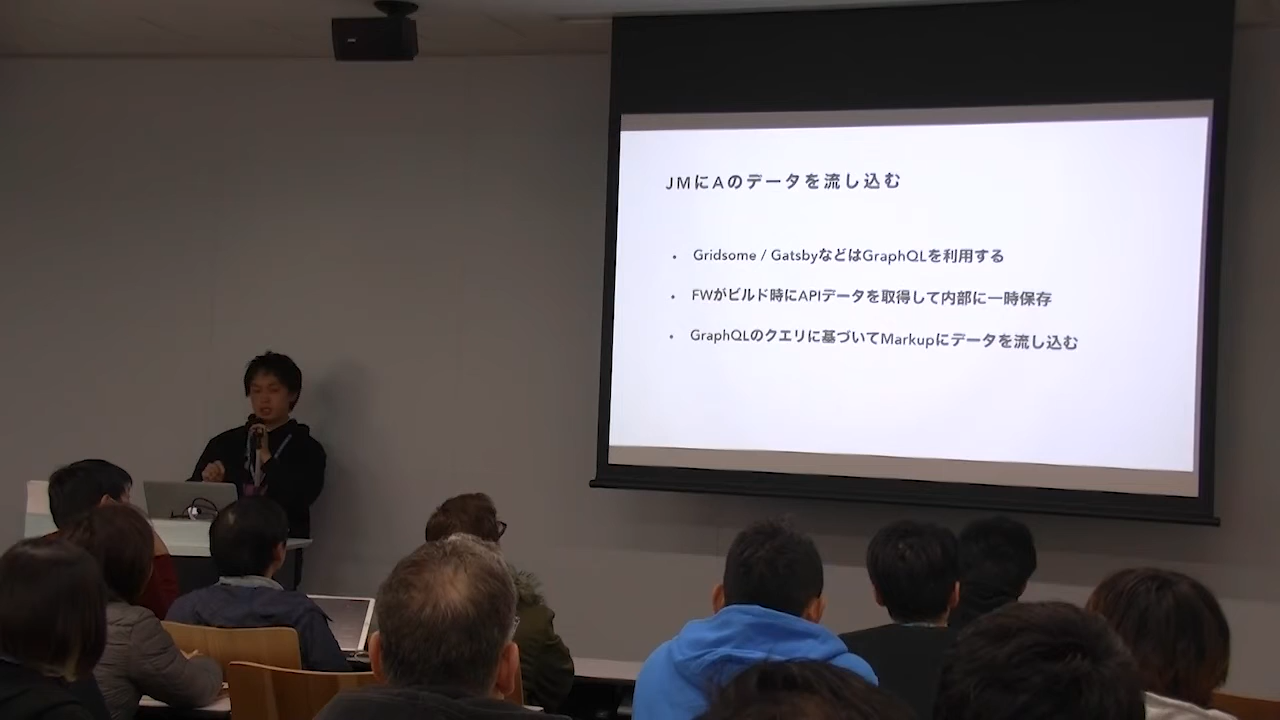 JMにAのデータを流し込む
• Gridsome / GatsbyなどはGraphQLを利用する
• FWがビルド時にAPIデータを取得して内部に一時保存
• GraphQLのクエリに基づいてMarkupにデータを流し込む